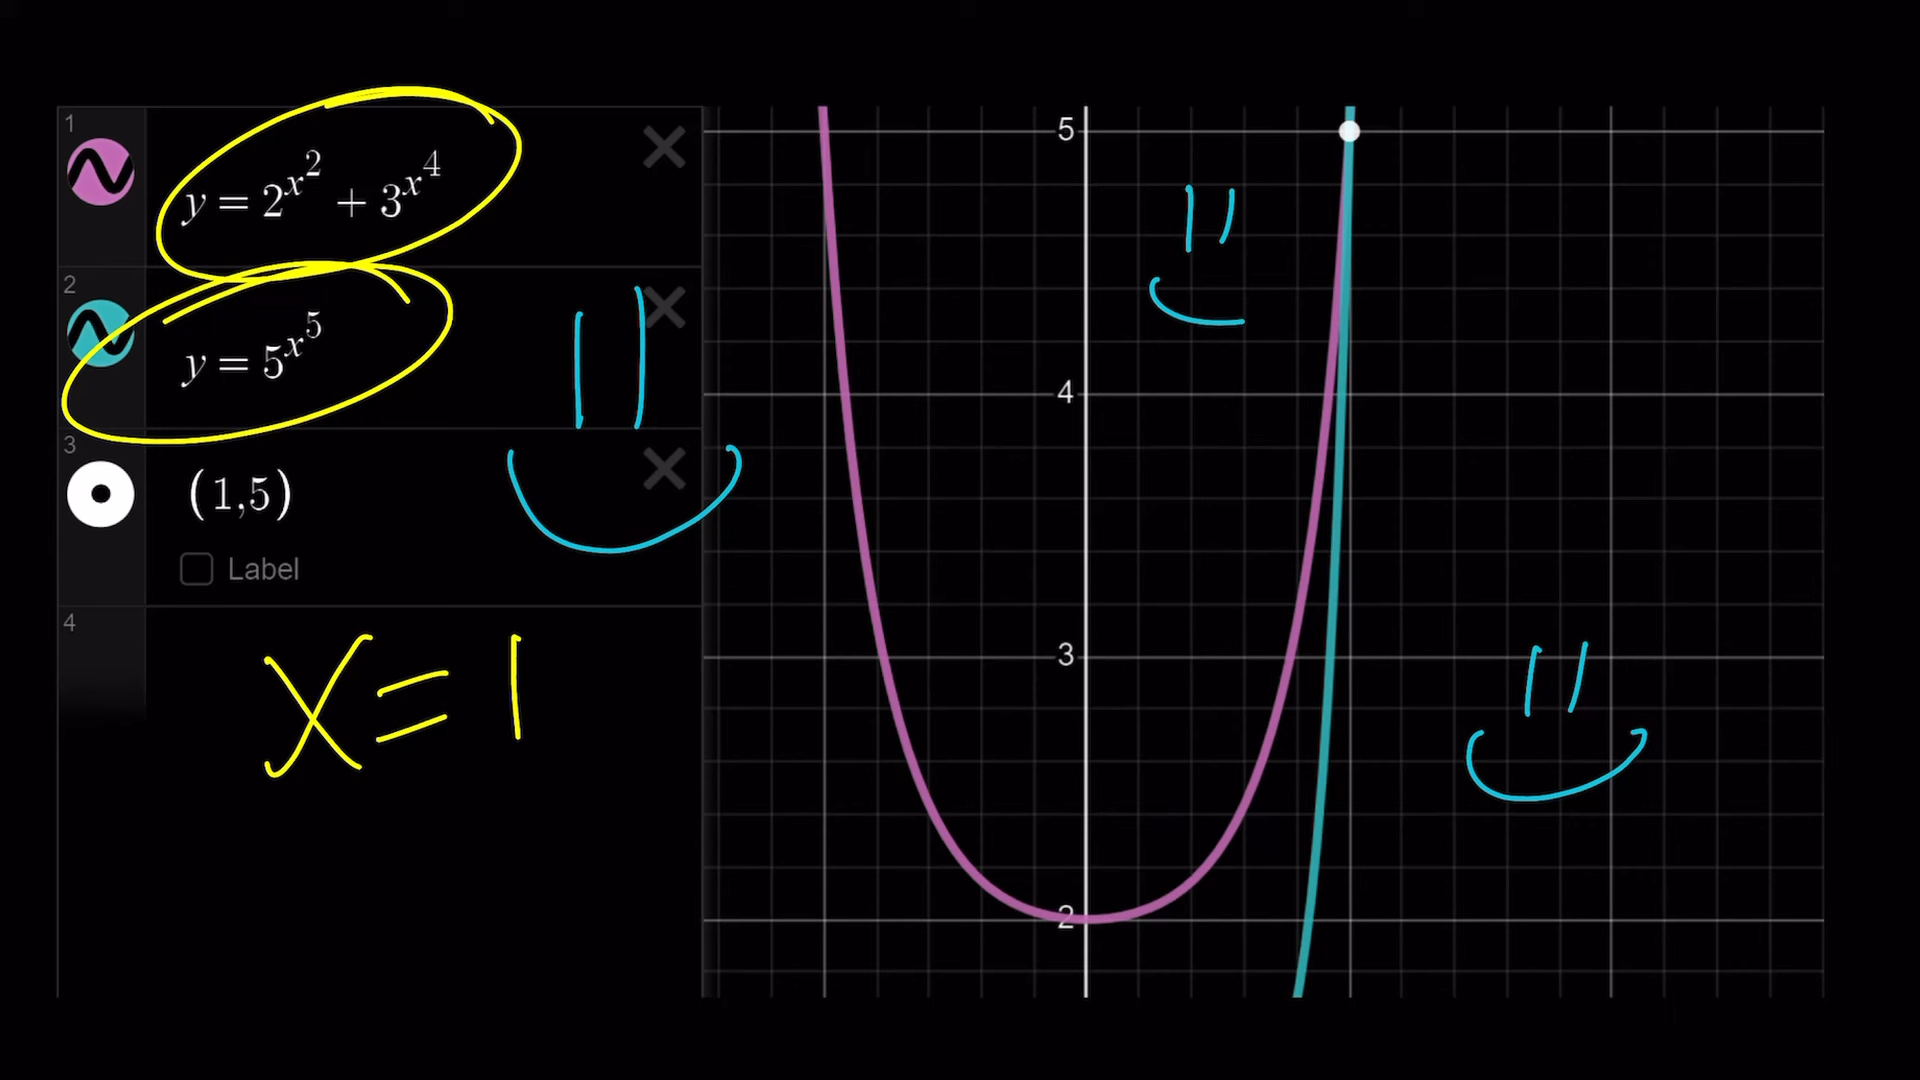 1
y = 2^{x^2} + 3^{x^4}
2
y = 5^{x^5}
3
(1,5)
Label
4
X = 1
5
4
3
2